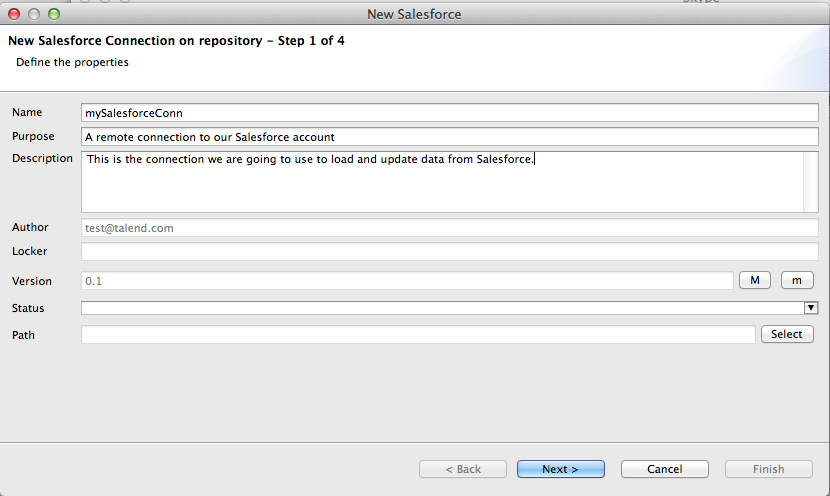 Skype
New Salesforce
New Salesforce Connection on repository - Step 1 of 4
Define the properties
Name mySalesforceConn
Purpose A remote connection to our Salesforce account
Description This is the connection we are going to use to load and update data from Salesforce.
Author test@talend.com
Locker
Version 0.1 M m
Status
Path Select
< Back Next > Cancel Finish